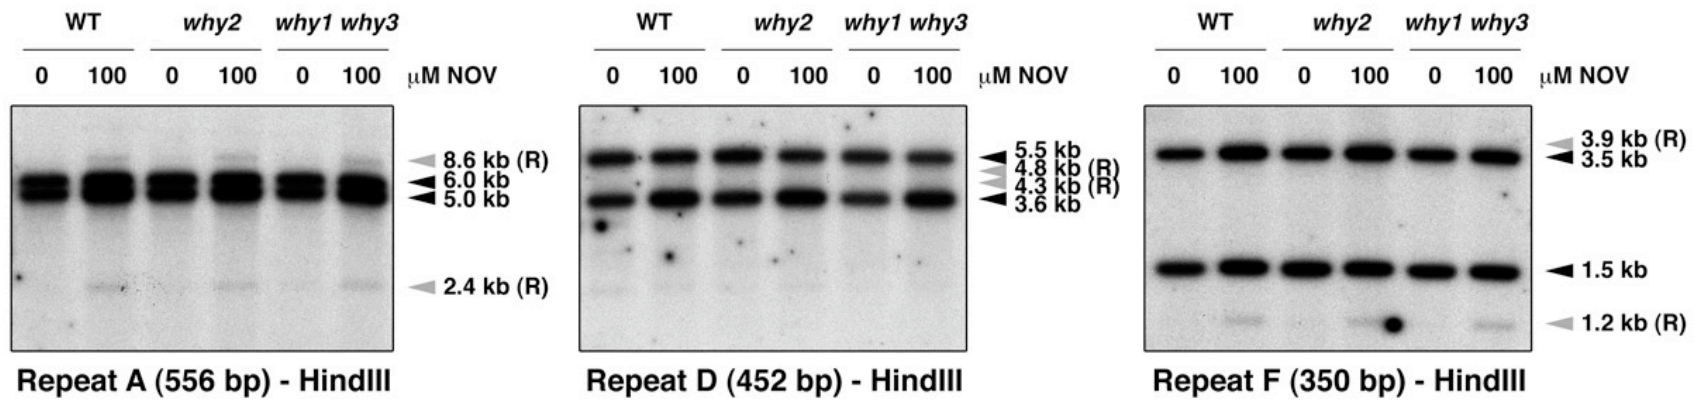 WT why2 why1 why3
0 100 0 100 0 100 μM NOV
8.6 kb (R)
6.0 kb
5.0 kb
2.4 kb (R)
Repeat A (556 bp) - HindIII
WT why2 why1 why3
0 100 0 100 0 100 μM NOV
5.5 kb
4.8 kb (R)
4.3 kb (R)
3.6 kb
Repeat D (452 bp) - HindIII
WT why2 why1 why3
0 100 0 100 0 100 μM NOV
3.9 kb (R)
3.5 kb
1.5 kb
1.2 kb (R)
Repeat F (350 bp) - HindIII